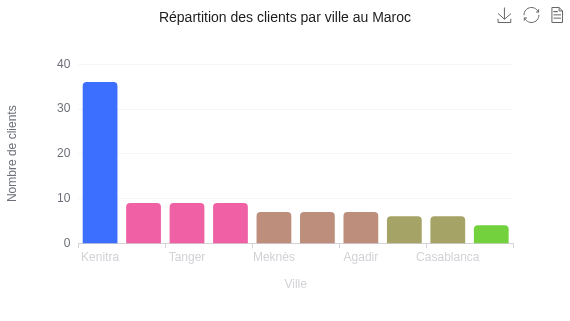 Répartition des clients par ville au Maroc
Nombre de clients
40
30
20
10
0
Kenitra Tanger Meknès Agadir Casablanca
Ville